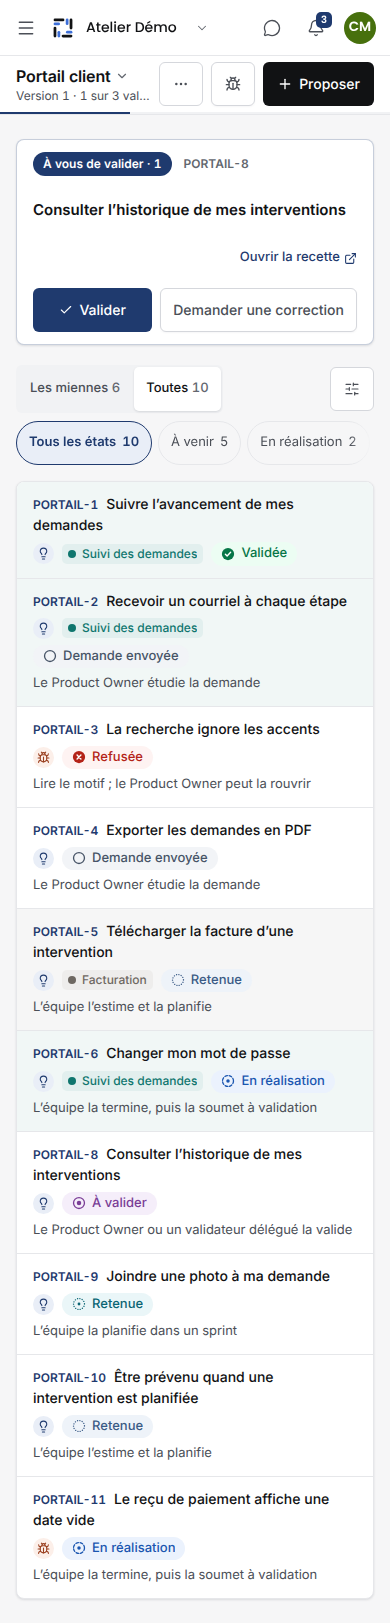 Atelier Démo
3
CM
Portail client
Version 1 · 1 sur 3 val...
Proposer
À vous de valider · 1 PORTAIL-8
Consulter l’historique de mes interventions
Ouvrir la recette
Valider
Demander une correction
Les miennes 6
Toutes 10
Tous les états 10
À venir 5
En réalisation 2
PORTAIL-1 Suivre l’avancement de mes
demandes
Suivi des demandes
Validée
PORTAIL-2 Recevoir un courriel à chaque étape
Suivi des demandes
Demande envoyée
Le Product Owner étudie la demande
PORTAIL-3 La recherche ignore les accents
Refusée
Lire le motif ; le Product Owner peut la rouvrir
PORTAIL-4 Exporter les demandes en PDF
Demande envoyée
Le Product Owner étudie la demande
PORTAIL-5 Télécharger la facture d’une
intervention
Facturation
Retenue
L’équipe l’estime et la planifie
PORTAIL-6 Changer mon mot de passe
Suivi des demandes
En réalisation
L’équipe la termine, puis la soumet à validation
PORTAIL-8 Consulter l’historique de mes
interventions
À valider
Le Product Owner ou un validateur délégué la valide
PORTAIL-9 Joindre une photo à ma demande
Retenue
L’équipe la planifie dans un sprint
PORTAIL-10 Être prévenu quand une
intervention est planifiée
Retenue
L’équipe l’estime et la planifie
PORTAIL-11 Le reçu de paiement affiche une
date vide
En réalisation
L’équipe la termine, puis la soumet à validation